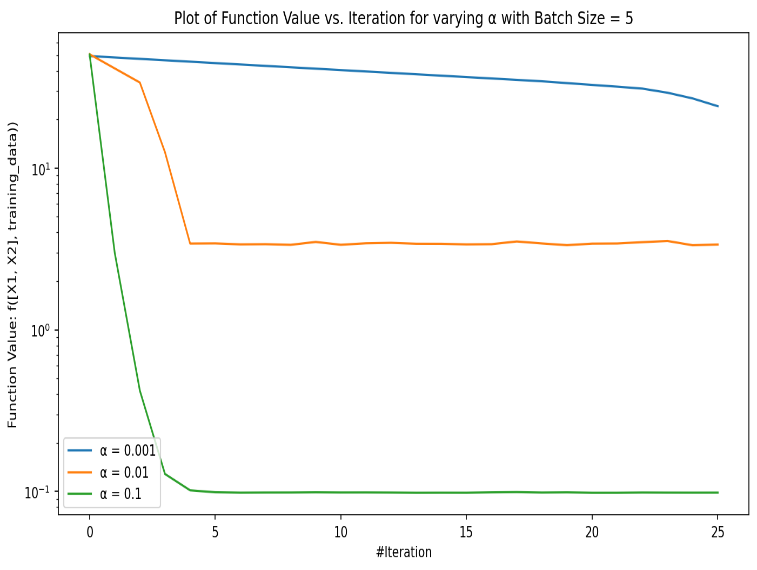 Plot of Function Value vs. Iteration for varying α with Batch Size = 5
Function Value: f([X1, X2], training_data))
10¹
10⁰
10⁻¹
α = 0.001
α = 0.01
α = 0.1
0 5 10 15 20 25
#Iteration